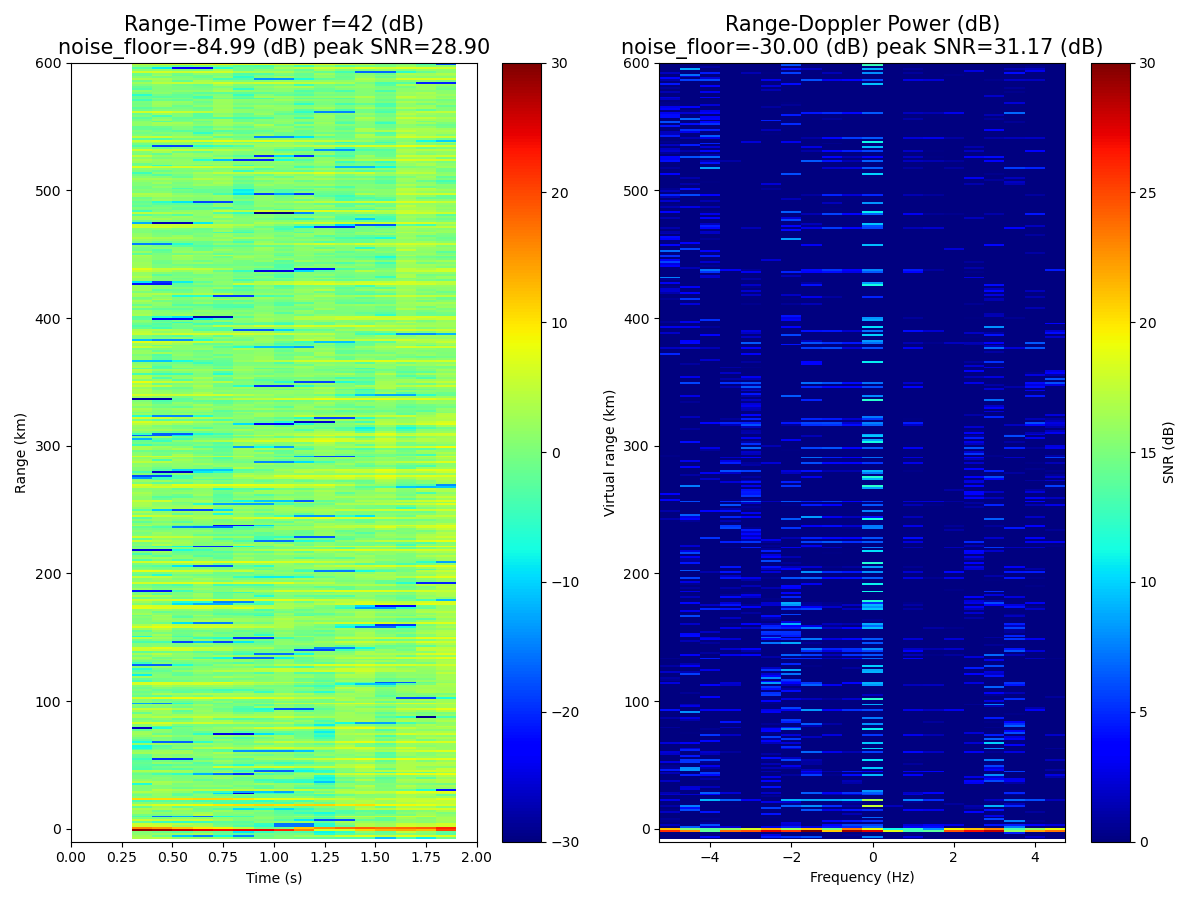 Range-Time Power f=42 (dB)
noise_floor=-84.99 (dB) peak SNR=28.90
Range (km)
600
500
400
300
200
100
0
0.00 0.25 0.50 0.75 1.00 1.25 1.50 1.75 2.00
Time (s)
30
20
10
0
−10
−20
−30
Range-Doppler Power (dB)
noise_floor=-30.00 (dB) peak SNR=31.17 (dB)
Virtual range (km)
600
500
400
300
200
100
0
−4 −2 0 2 4
Frequency (Hz)
30
25
20
15
10
5
0
SNR (dB)